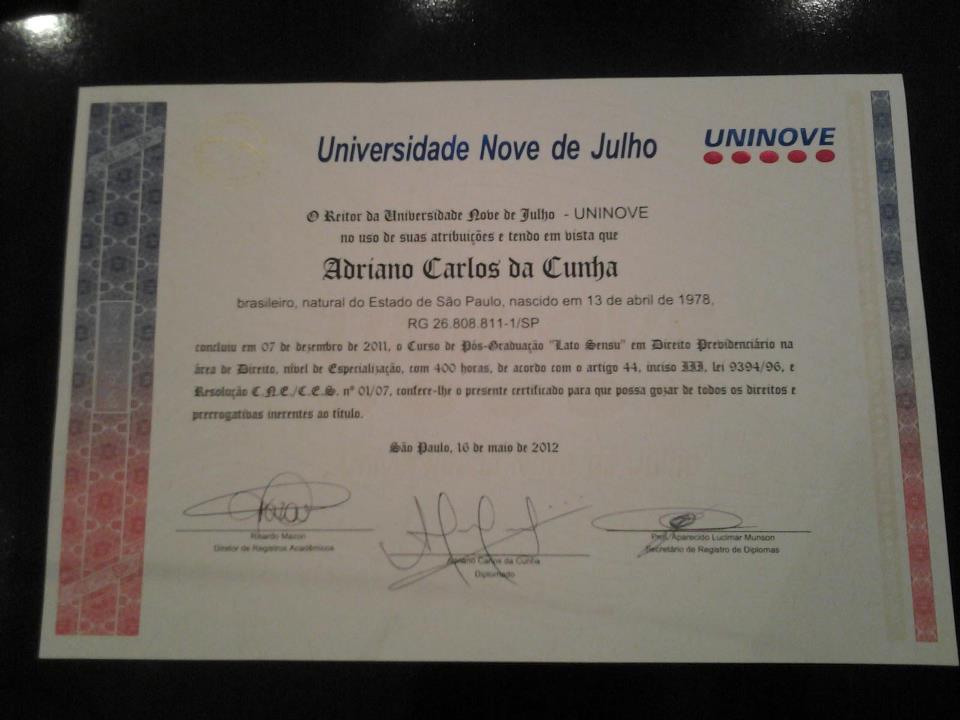 Universidade Nove de Julho
UNINOVE
O Reitor da Universidade Nove de Julho - UNINOVE
no uso de suas atribuições e tendo em vista que
Adriano Carlos da Cunha
brasileiro, natural do Estado de São Paulo, nascido em 13 de abril de 1978,
RG 26.808.811-1/SP
concluiu em 07 de dezembro de 2011, o Curso de Pós-Graduação "Lato Sensu" em Direito Previdenciário na
área de Direito, nível de Especialização, com 400 horas, de acordo com o artigo 44, inciso III, lei 9394/96, e
Resolução C.N.E./C.E.S. nº 01/07, confere-lhe o presente certificado para que possa gozar de todos os direitos e
prerrogativas inerentes ao título.
São Paulo, 16 de maio de 2012
Mazon
Diretor de Registros Acadêmicos
Adriano Carlos da Cunha
Diplomado
Prof. Aparecido Lucimar Munson
Secretário de Registro de Diplomas